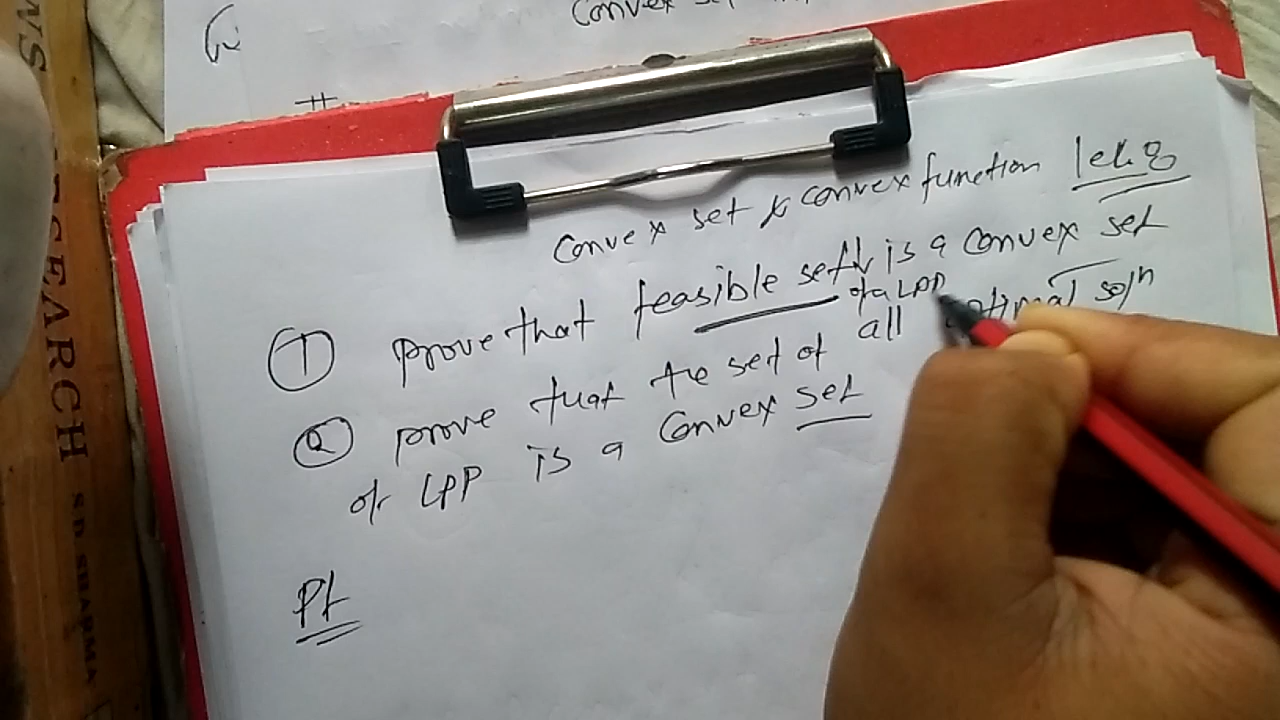 Convex set
#
Convex set & convex function lec 8
① prove that feasible set is a convex set
of a LPP
② prove that the set of all optimal soln
of LPP is a convex set
Pf
SEARCH S D SHARMA